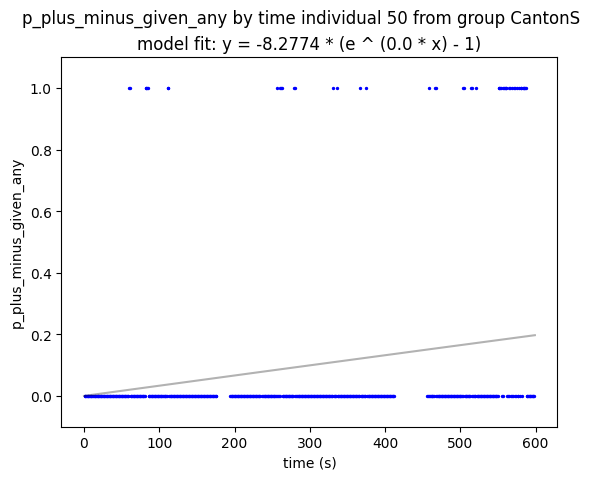 p_plus_minus_given_any by time individual 50 from group CantonS
model fit: y = -8.2774 * (e ^ (0.0 * x) - 1)
1.0
0.8
0.6
0.4
0.2
0.0
p_plus_minus_given_any
0 100 200 300 400 500 600
time (s)